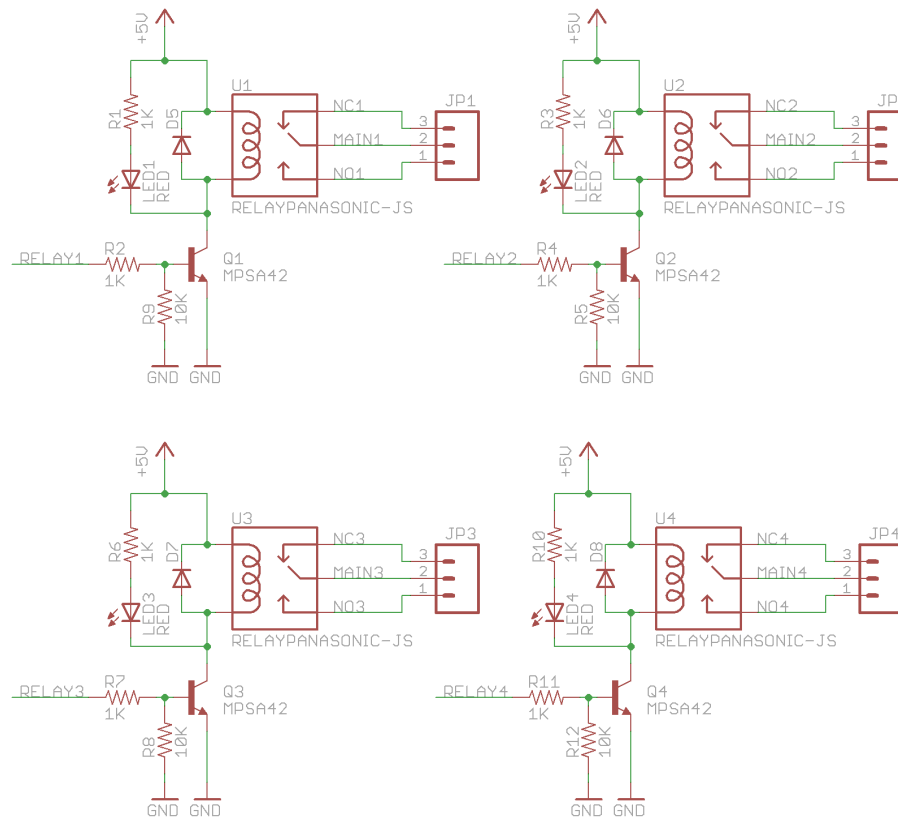 +5V
R1
1K
LED1
RED
D5
U1
NC1
MAIN1
NO1
RELAYPANASONIC-JS
JP1
3
2
1
RELAY1
R2
1K
Q1
MPSA42
R9
10K
GND
GND
+5V
R3
1K
LED2
RED
D6
U2
NC2
MAIN2
NO2
RELAYPANASONIC-JS
JP
3
2
1
RELAY2
R4
1K
Q2
MPSA42
R5
10K
GND
GND
+5V
R6
1K
LED3
RED
D7
U3
NC3
MAIN3
NO3
RELAYPANASONIC-JS
JP3
3
2
1
RELAY3
R7
1K
Q3
MPSA42
R8
10K
GND
GND
+5V
R10
1K
LED4
RED
D8
U4
NC4
MAIN4
NO4
RELAYPANASONIC-JS
JP4
3
2
1
RELAY4
R11
1K
Q4
MPSA42
R12
10K
GND
GND